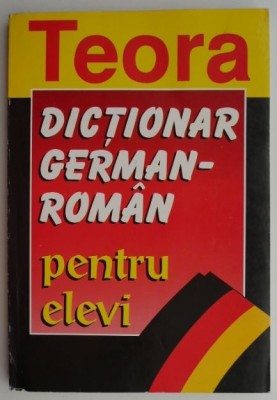 Teora
DICȚIONAR
GERMAN-
ROMÂN
pentru
elevi